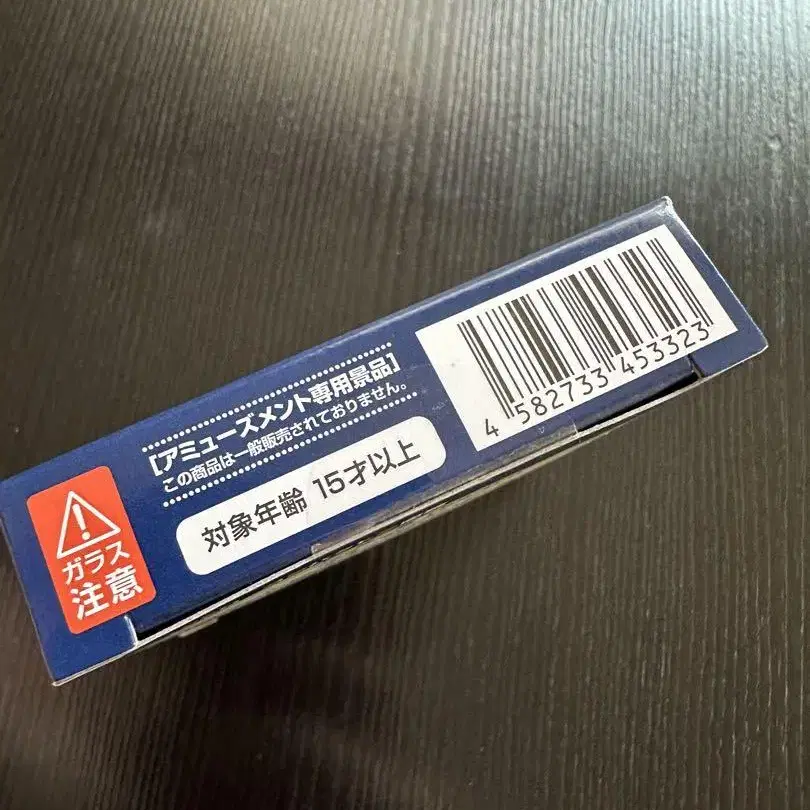 [アミューズメント専用景品]
この商品は一般販売されておりません。
対象年齢 15才以上
ガラス
注意
4 582733 453323